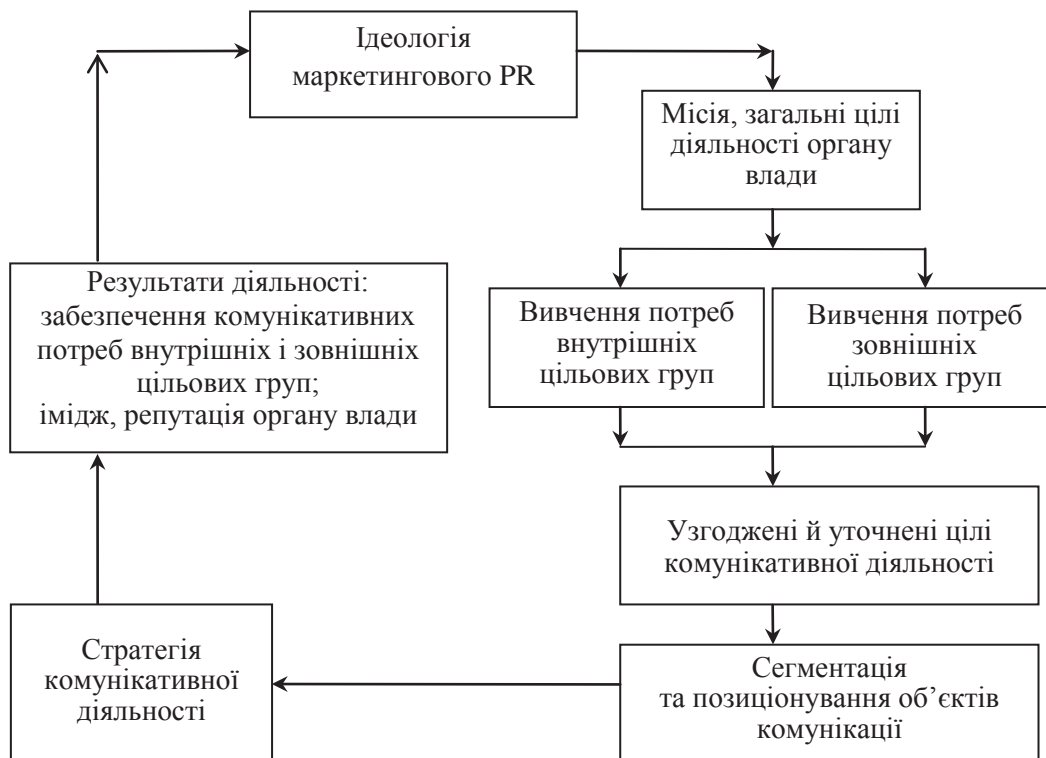 Ідеологія
маркетингового PR
Місія, загальні цілі
діяльності органу
влади
Вивчення потреб
внутрішніх
цільових груп
Вивчення потреб
зовнішніх
цільових груп
Узгоджені й уточнені цілі
комунікативної діяльності
Сегментація
та позиціонування об’єктів
комунікації
Стратегія
комунікативної
діяльності
Результати діяльності:
забезпечення комунікативних
потреб внутрішніх і зовнішніх
цільових груп;
імідж, репутація органу влади